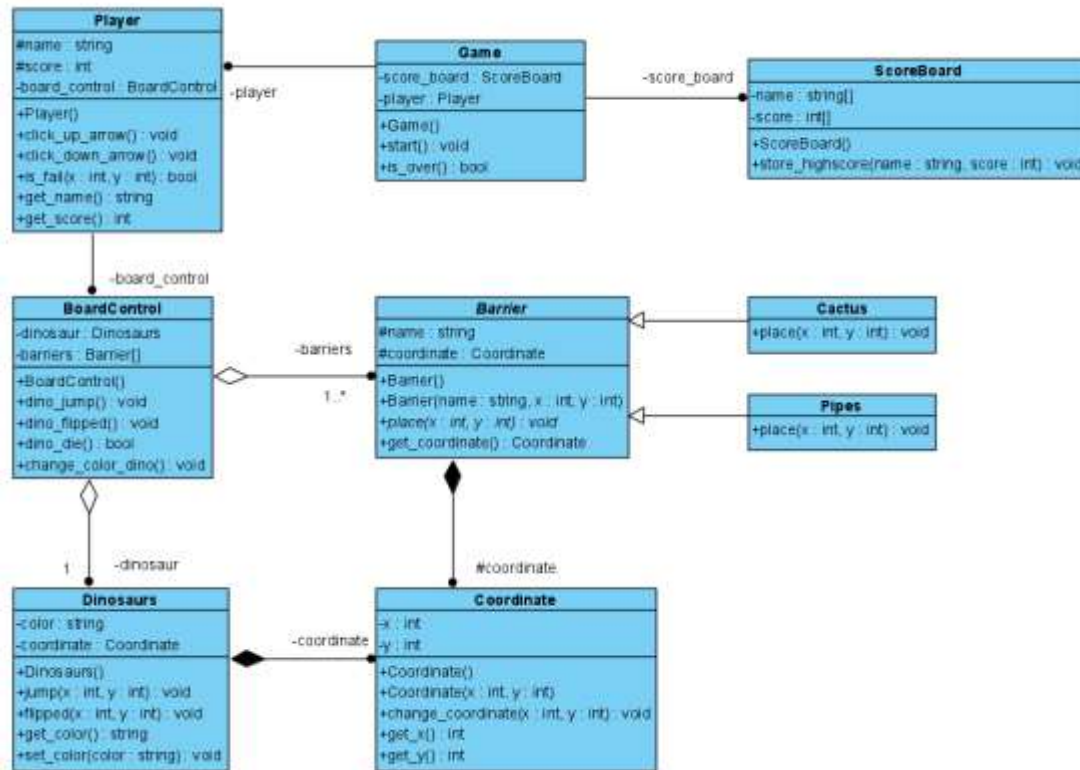 Player
#name : string
#score : int
-board_control : BoardControl
+Player()
+click_up_arrow() : void
+click_down_arrow() : void
+is_fail(x : int, y : int) : bool
+get_name() : string
+get_score() : int
-player
Game
-score_board : ScoreBoard
-player : Player
+Game()
+start() : void
+is_over() : bool
-score_board
ScoreBoard
-name : string[]
-score : int[]
+ScoreBoard()
+store_highscore(name : string, score : int) : void
-board_control
BoardControl
-dinosaur : Dinosaurs
-barriers : Barrier[]
+BoardControl()
+dino_jump() : void
+dino_flipped() : void
+dino_die() : bool
+change_color_dino() : void
-barriers
1..*
Barrier
#name : string
#coordinate : Coordinate
+Barrier()
+Barrier(name : string, x : int, y : int)
+place(x : int, y : int) : void
+get_coordinate() : Coordinate
Cactus
+place(x : int, y : int) : void
Pipes
+place(x : int, y : int) : void
1
-dinosaur
#coordinate
Dinosaurs
-color : string
-coordinate : Coordinate
+Dinosaurs()
+jump(x : int, y : int) : void
+flipped(x : int, y : int) : void
+get_color() : string
+set_color(color : string) : void
-coordinate
Coordinate
-x : int
-y : int
+Coordinate()
+Coordinate(x : int, y : int)
+change_coordinate(x : int, y : int) : void
+get_x() : int
+get_y() : int